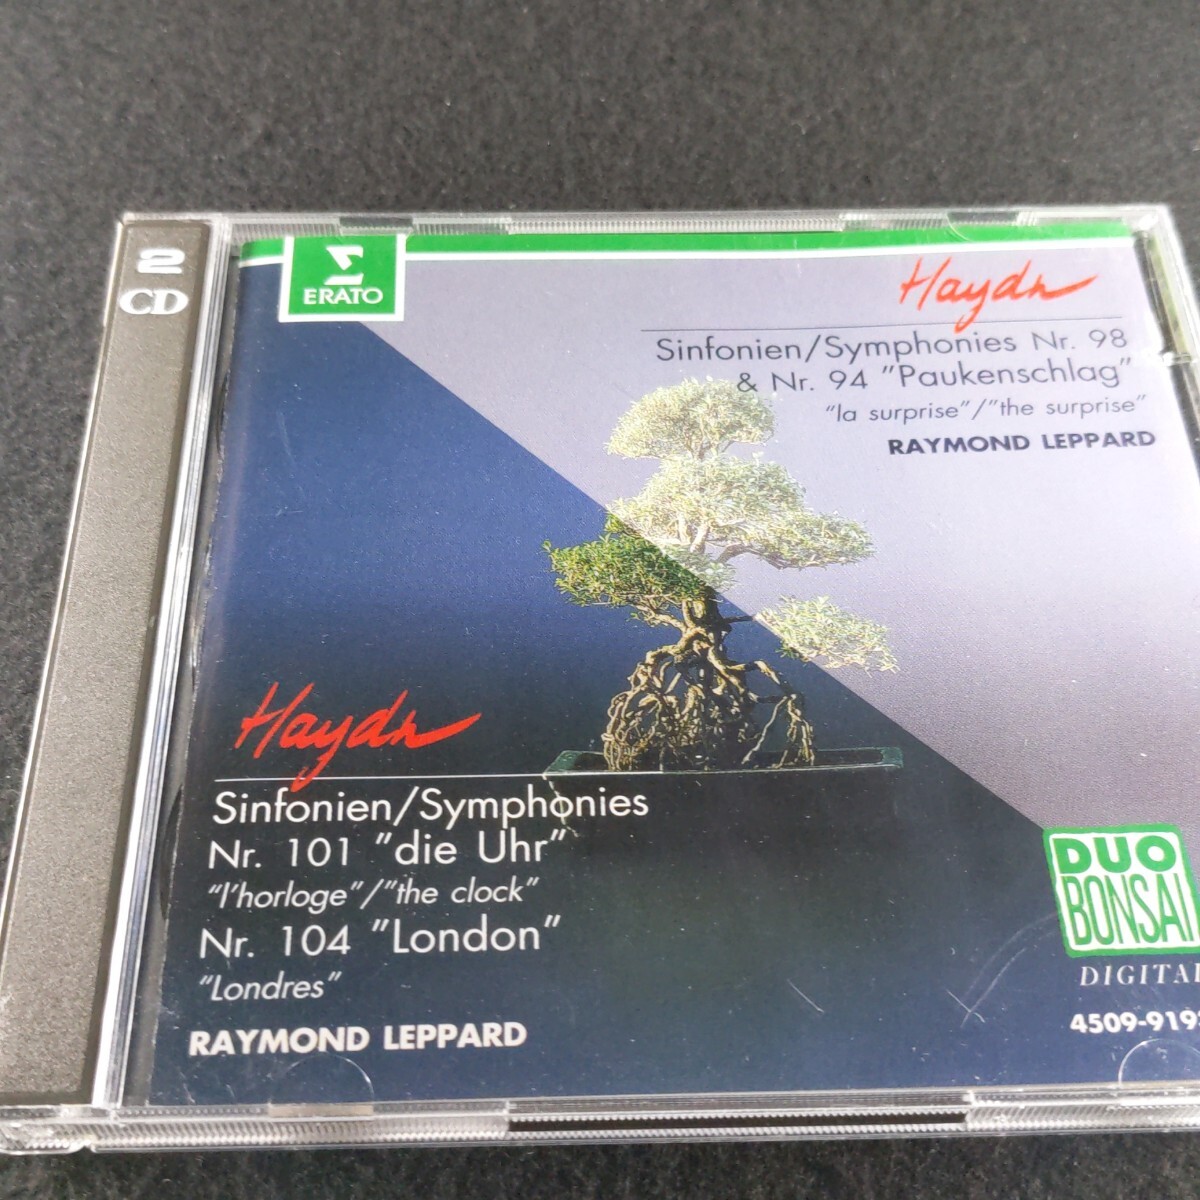 2
CD
ERATO
Haydn
Sinfonien/Symphonies Nr. 98
& Nr. 94 "Paukenschlag"
"la surprise"/"the surprise"
RAYMOND LEPPARD
Haydn
Sinfonien/Symphonies
Nr. 101 "die Uhr"
"l'horloge"/"the clock"
Nr. 104 "London"
"Londres"
RAYMOND LEPPARD
DUO
BONSAI
DIGITAL